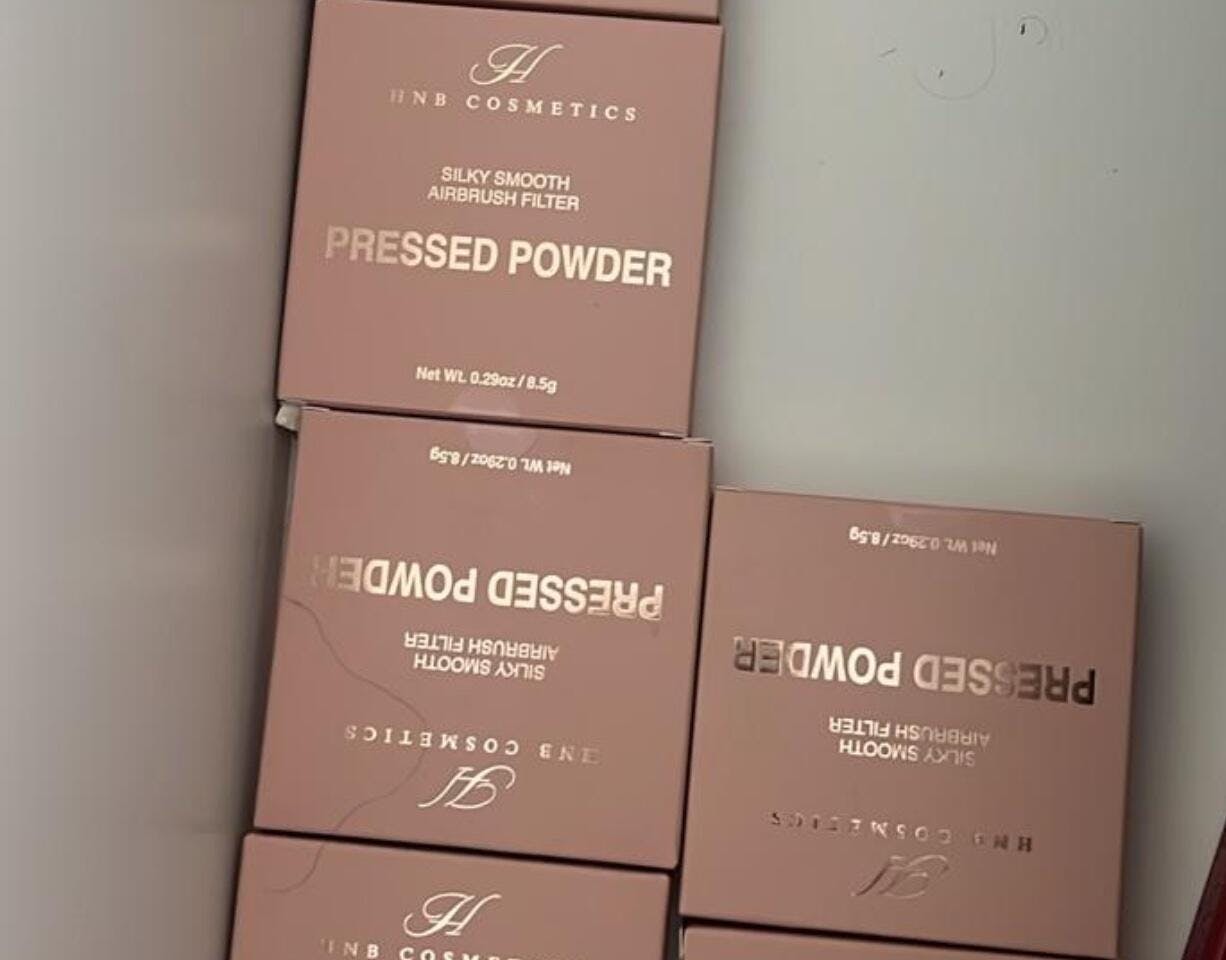 H
HNB COSMETICS
SILKY SMOOTH
AIRBRUSH FILTER
PRESSED POWDER
Net Wt. 0.29oz / 8.5g
Net Wt. 0.29oz / 8.5g
PRESSED POWDER
SILKY SMOOTH
AIRBRUSH FILTER
HNB COSMETICS
H
Net Wt. 0.29oz / 8.5g
PRESSED POWDER
SILKY SMOOTH
AIRBRUSH FILTER
HNB COSMETICS
H
H
HNB COSMETICS